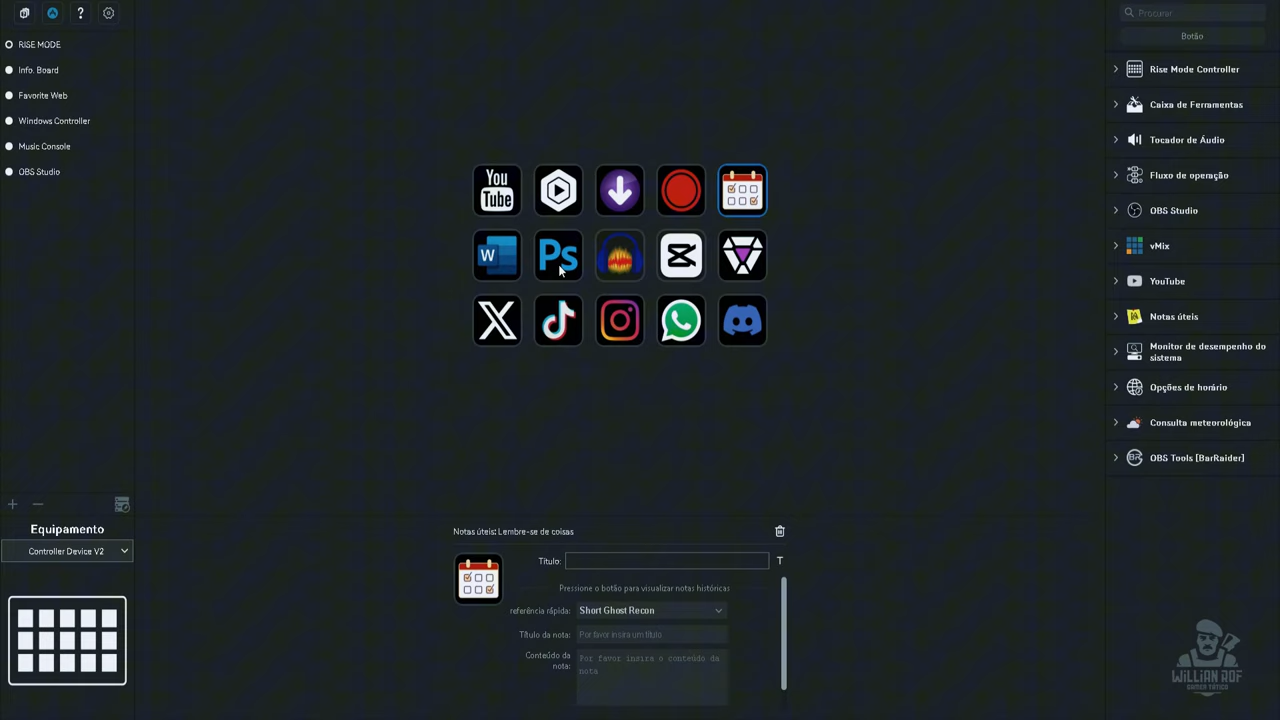 ?
RISE MODE
Info. Board
Favorite Web
Windows Controller
Music Console
OBS Studio
You
Tube
W
Ps
X
+ −
Equipamento
Controller Device V2
Notas úteis: Lembre-se de coisas
Título:
T
Pressione o botão para visualizar notas históricas
referência rápida:
Short Ghost Recon
Título da nota:
Por favor insira um título
Conteúdo da
nota:
Por favor insira o conteúdo da
nota
Procurar
Botão
Rise Mode Controller
Caixa de Ferramentas
Tocador de Áudio
Fluxo de operação
OBS Studio
vMix
YouTube
Notas úteis
Monitor de desempenho do
sistema
Opções de horário
Consulta meteorológica
BR
OBS Tools [BarRaider]
WILLIAN ROF
GAMES TÁTICO